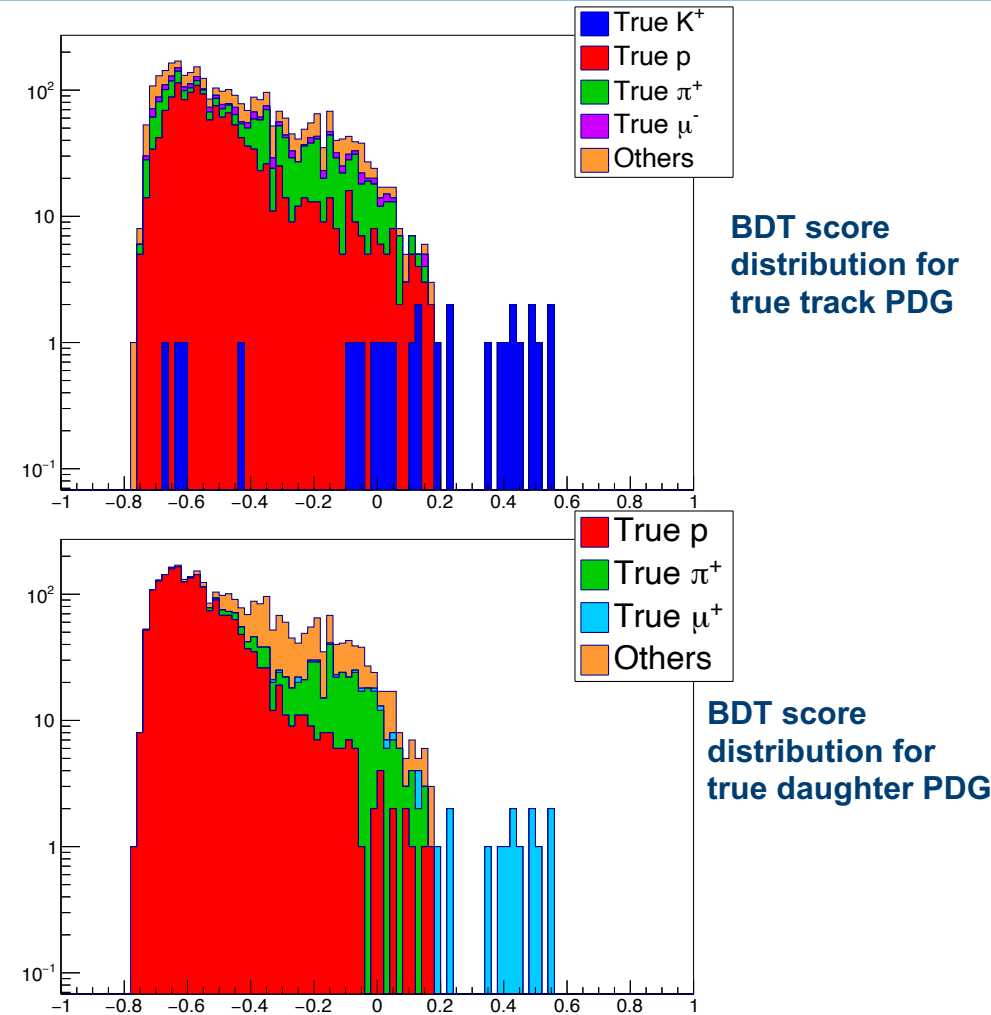 True K⁺
True p
True π⁺
True μ⁻
Others
10²
10
1
10⁻¹
−1 −0.8 −0.6 −0.4 −0.2 0 0.2 0.4 0.6 0.8 1
BDT score
distribution for
true track PDG
True p
True π⁺
True μ⁺
Others
10²
10
1
10⁻¹
−1 −0.8 −0.6 −0.4 −0.2 0 0.2 0.4 0.6 0.8 1
BDT score
distribution for
true daughter PDG